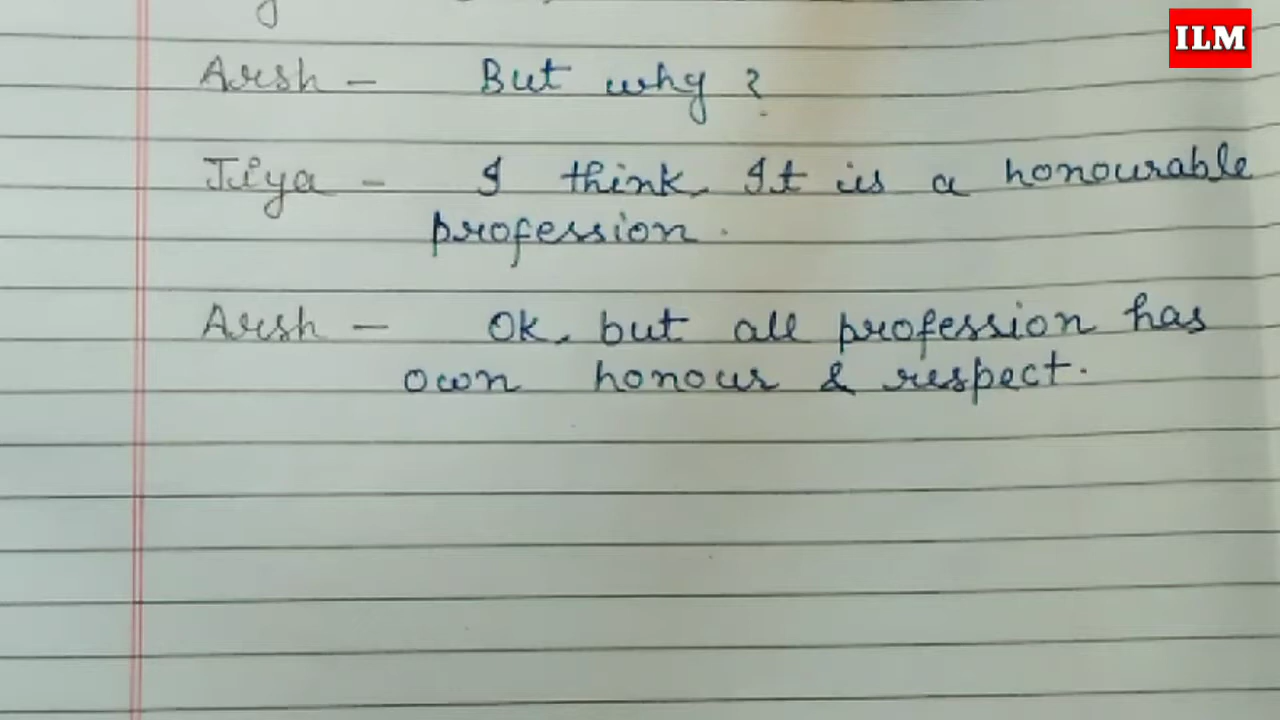 ILM
Arsh - But why ?
Jiya - I think, It is a honourable
profession.
Arsh - Ok, but all profession has
own honour & respect.